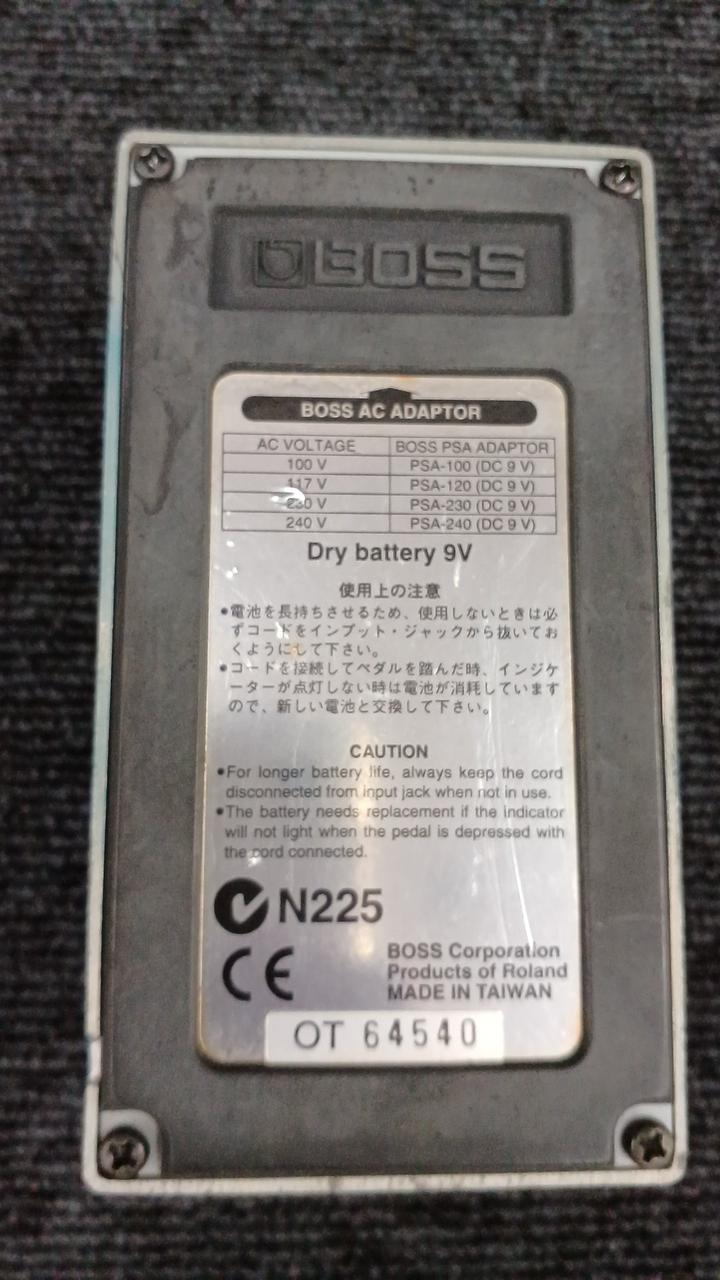 BOSS
BOSS AC ADAPTOR
AC VOLTAGE BOSS PSA ADAPTOR
100 V PSA-100 (DC 9 V)
117 V PSA-120 (DC 9 V)
230 V PSA-230 (DC 9 V)
240 V PSA-240 (DC 9 V)
Dry battery 9V
使用上の注意
●電池を長持ちさせるため、使用しないときは必
ずコードをインプット・ジャックから抜いてお
くようにして下さい。
●コードを接続してペダルを踏んだ時、インジケ
ーターが点灯しない時は電池が消耗しています
ので、新しい電池と交換して下さい。
CAUTION
●For longer battery life, always keep the cord
disconnected from input jack when not in use.
●The battery needs replacement if the indicator
will not light when the pedal is depressed with
the cord connected.
N225
CE
BOSS Corporation
Products of Roland
MADE IN TAIWAN
OT 64540